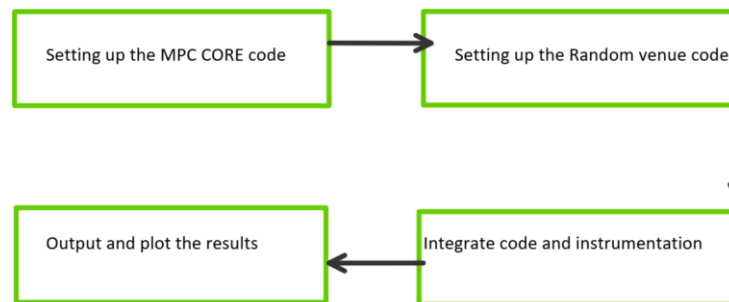 Setting up the MPC CORE code
Setting up the Random venue code
Output and plot the results
Integrate code and instrumentation